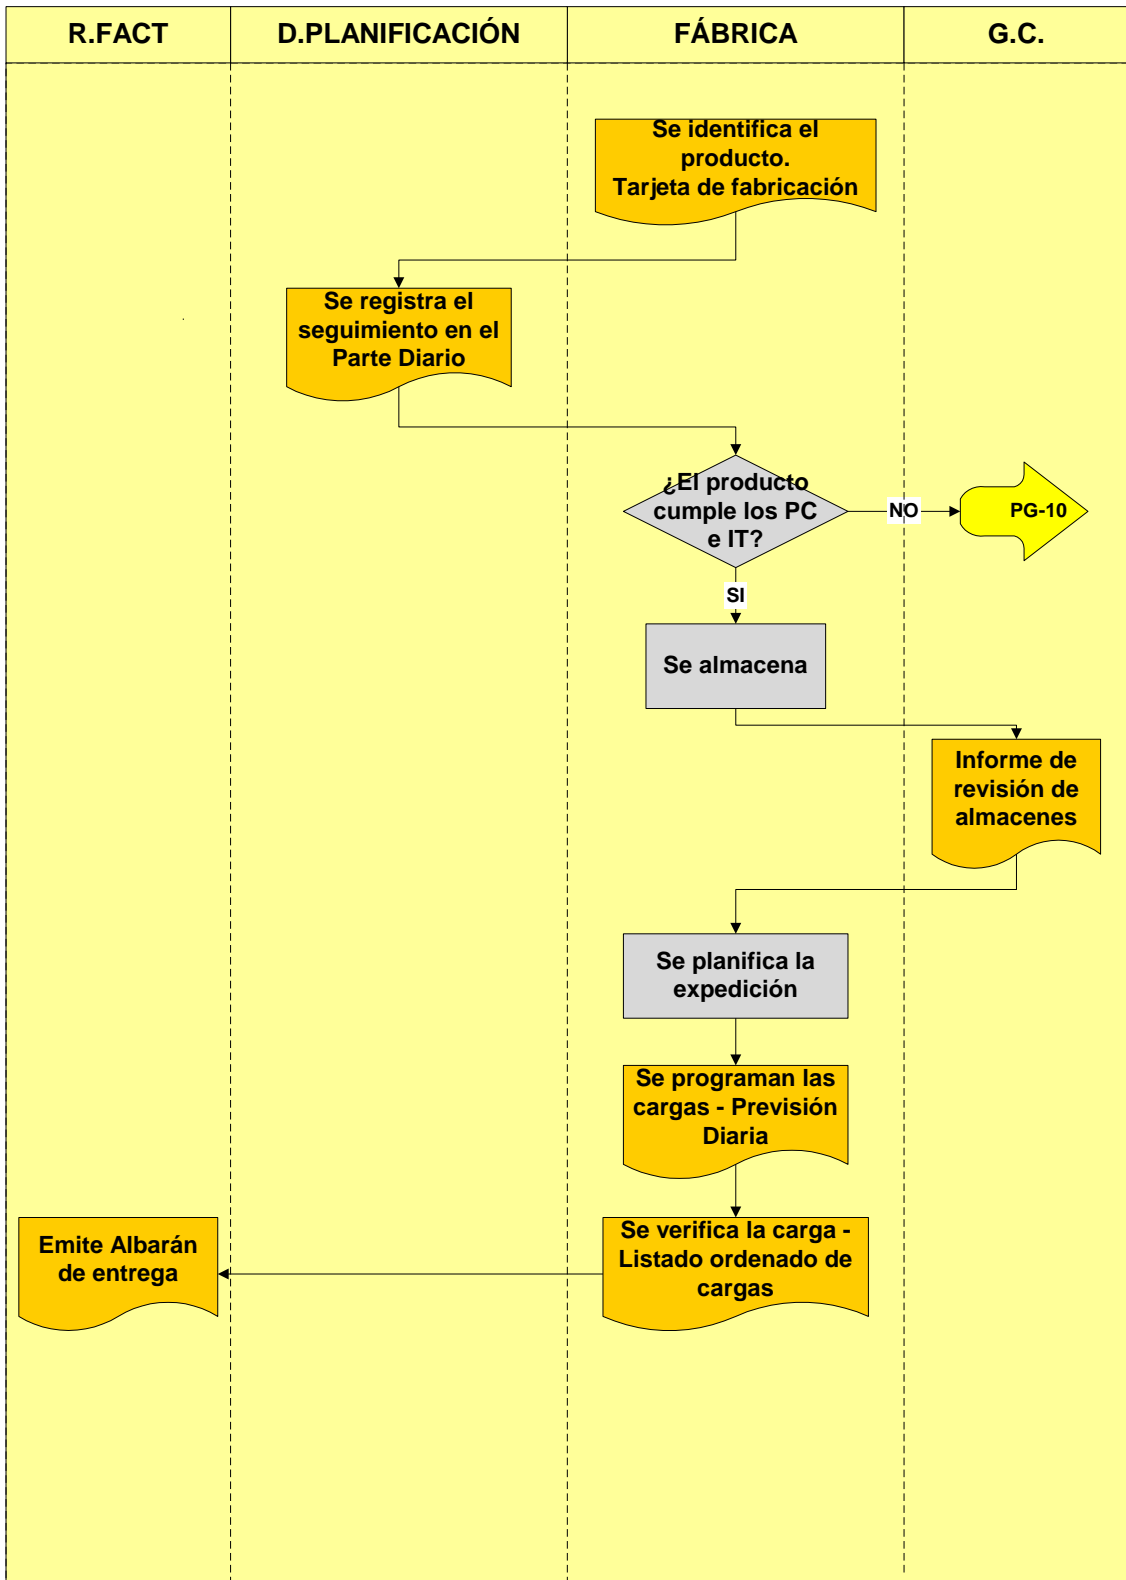 R.FACT
D.PLANIFICACIÓN
FÁBRICA
G.C.
Se identifica el
producto.
Tarjeta de fabricación
Se registra el
seguimiento en el
Parte Diario
¿El producto
cumple los PC
e IT?
NO
PG-10
SI
Se almacena
Informe de
revisión de
almacenes
Se planifica la
expedición
Se programan las
cargas - Previsión
Diaria
Se verifica la carga -
Listado ordenado de
cargas
Emite Albarán
de entrega